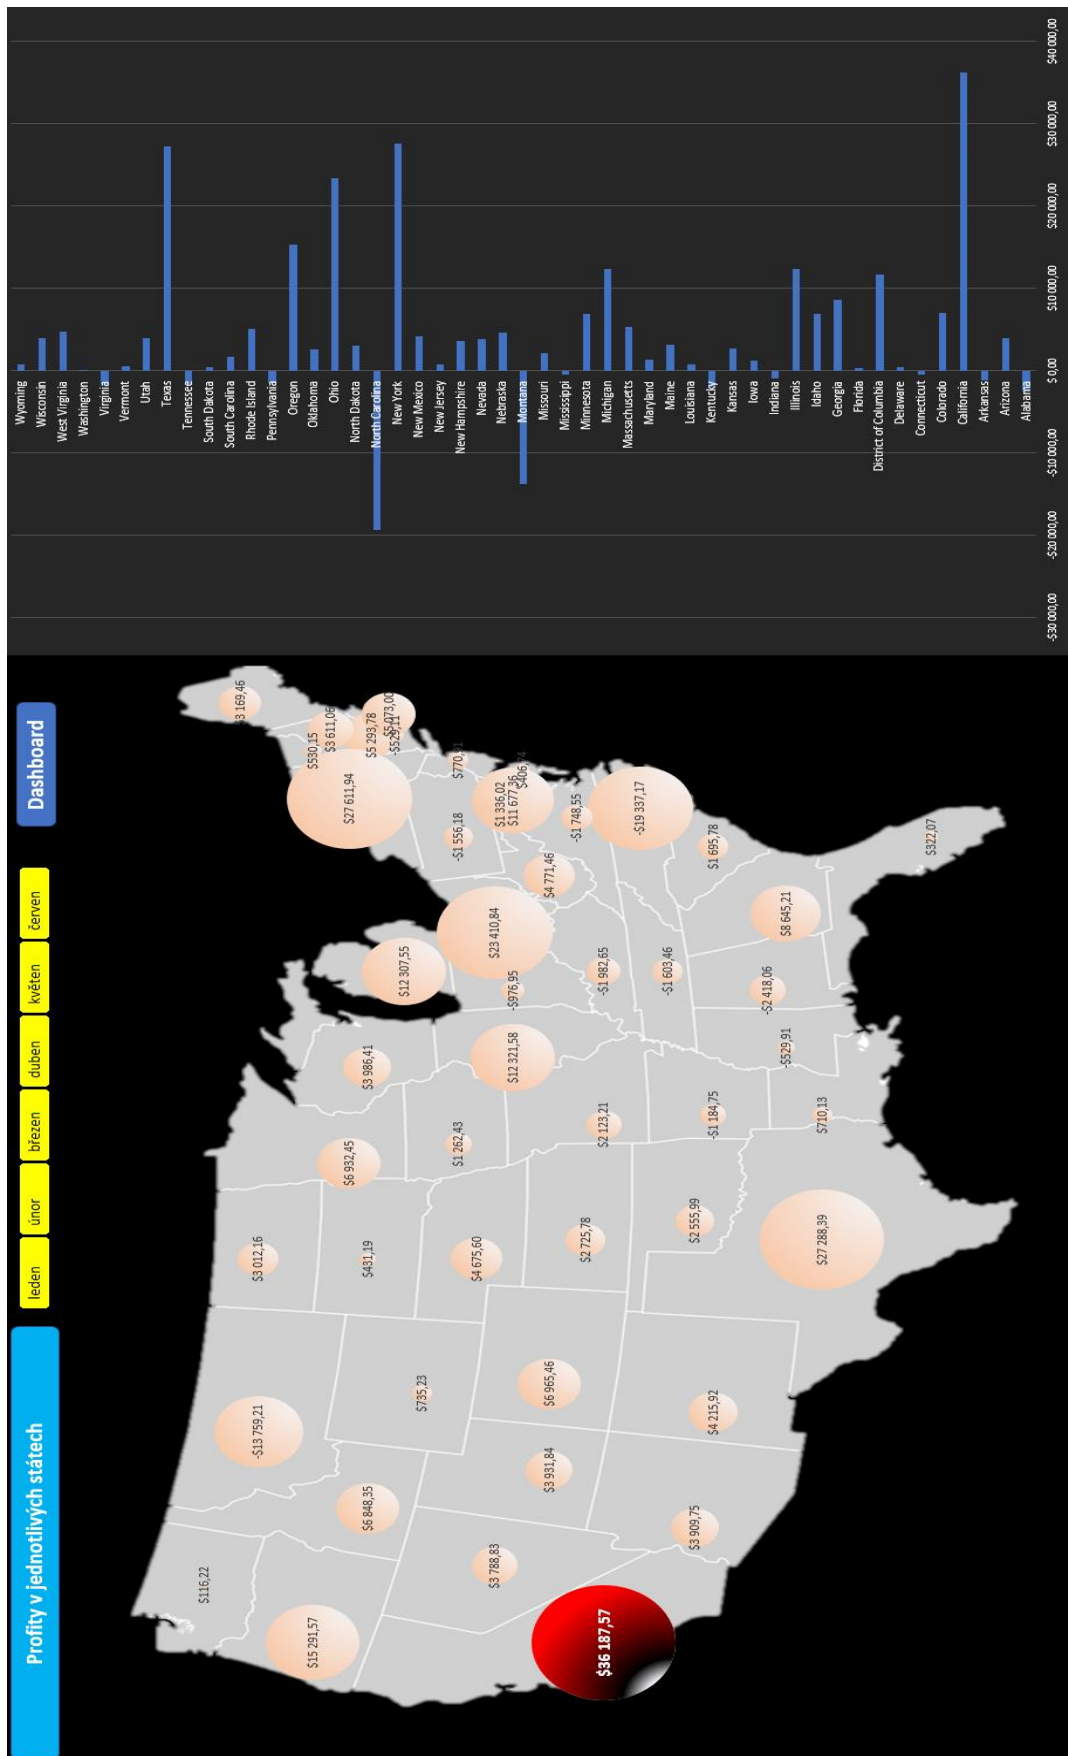 Profity v jednotlivých státech
leden
únor
březen
duben
květen
červen
Dashboard
$116,22
$15 291,57
-$13 759,21
$3 012,16
$6 848,35
$431,19
$6 932,45
$3 986,41
$735,23
$3 788,83
$4 675,60
$1 262,43
$12 307,55
$27 611,94
$530,15
$3 611,06
$3 169,46
$5 293,78
$5 073,00
-$529,11
-$1 556,18
$3 931,84
$6 965,46
$2 725,78
$2 123,21
$12 321,58
-$976,95
$23 410,84
$4 771,46
$1 336,02
$11 677,36
-$1 748,55
-$1 982,65
$36 187,57
-$19 337,17
$3 909,75
$4 215,92
$2 555,99
-$1 184,75
-$1 603,46
$1 695,78
$27 288,39
$710,13
-$529,91
-$2 418,06
$8 645,21
$322,07
Wyoming
Wisconsin
West Virginia
Washington
Virginia
Vermont
Utah
Texas
Tennessee
South Dakota
South Carolina
Rhode Island
Pennsylvania
Oregon
Oklahoma
Ohio
North Dakota
North Carolina
New York
New Mexico
New Jersey
New Hampshire
Nevada
Nebraska
Montana
Missouri
Mississippi
Minnesota
Michigan
Massachusetts
Maryland
Maine
Louisiana
Kentucky
Kansas
Iowa
Indiana
Illinois
Idaho
Georgia
Florida
District of Columbia
Delaware
Connecticut
Colorado
California
Arkansas
Arizona
Alabama
-$30 000,00
-$20 000,00
-$10 000,00
$0,00
$10 000,00
$20 000,00
$30 000,00
$40 000,00